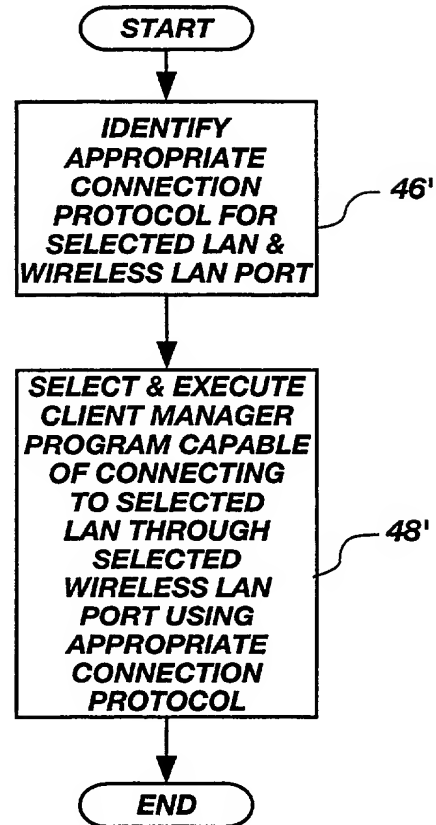 START
IDENTIFY
APPROPRIATE
CONNECTION
PROTOCOL FOR
SELECTED LAN &
WIRELESS LAN PORT
46'
SELECT & EXECUTE
CLIENT MANAGER
PROGRAM CAPABLE
OF CONNECTING
TO SELECTED
LAN THROUGH
SELECTED
WIRELESS LAN
PORT USING
APPROPRIATE
CONNECTION
PROTOCOL
48'
END